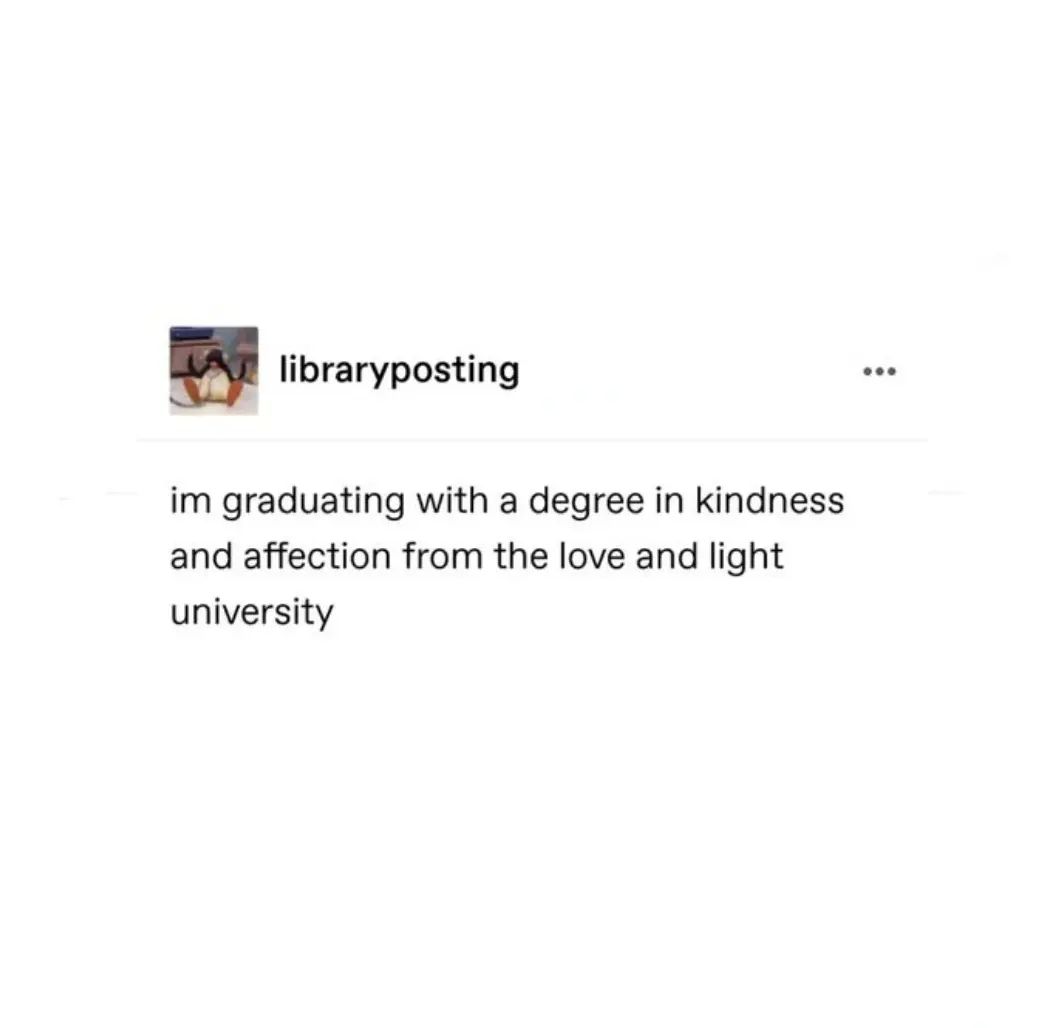 libraryposting
im graduating with a degree in kindness
and affection from the love and light
university